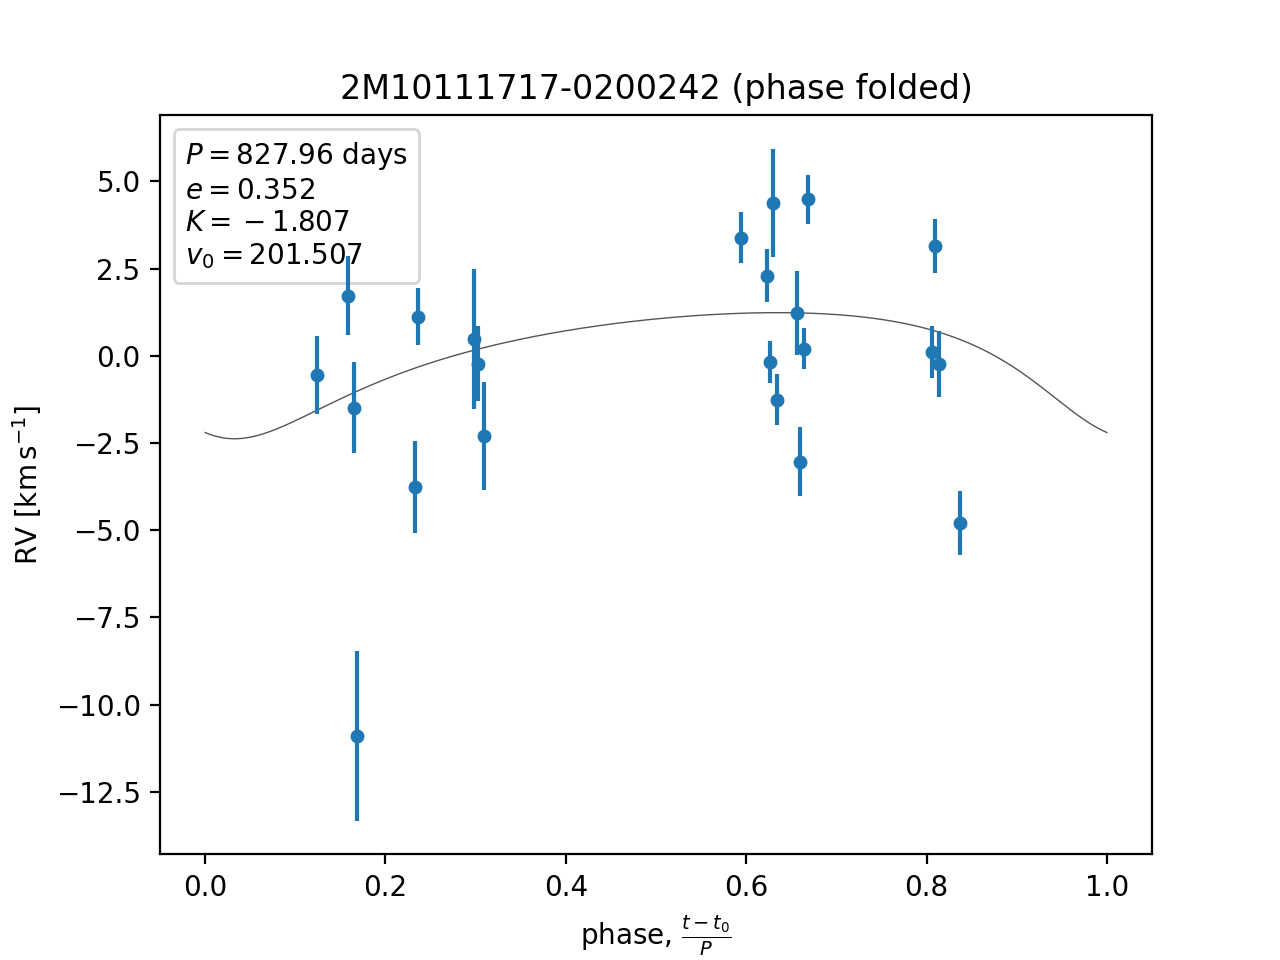 2M10111717-0200242 (phase folded)
P = 827.96 days
e = 0.352
K = −1.807
v₀ = 201.507
5.0
2.5
0.0
−2.5
−5.0
−7.5
−10.0
−12.5
RV [km s⁻¹]
0.0 0.2 0.4 0.6 0.8 1.0
phase, (t − t₀)/P